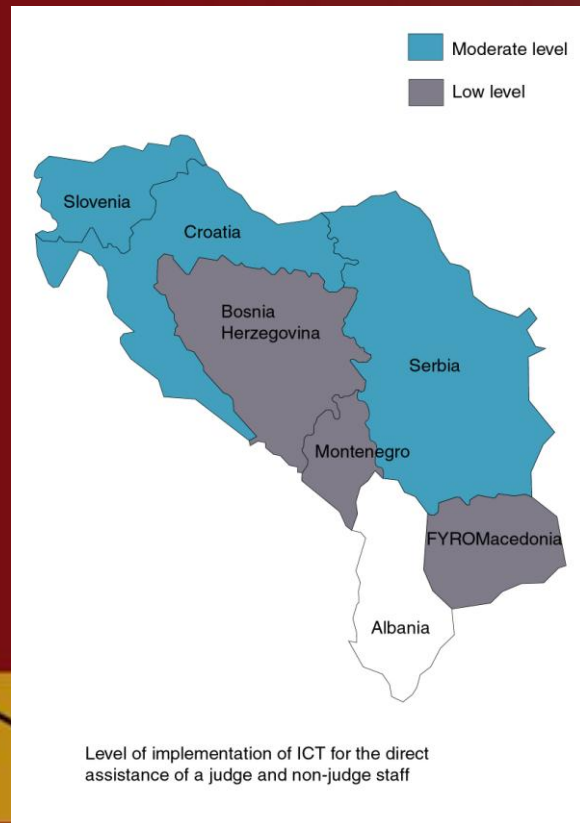 Moderate level
Low level
Slovenia
Croatia
Bosnia
Herzegovina
Serbia
Montenegro
FYROMacedonia
Albania
Level of implementation of ICT for the direct
assistance of a judge and non-judge staff